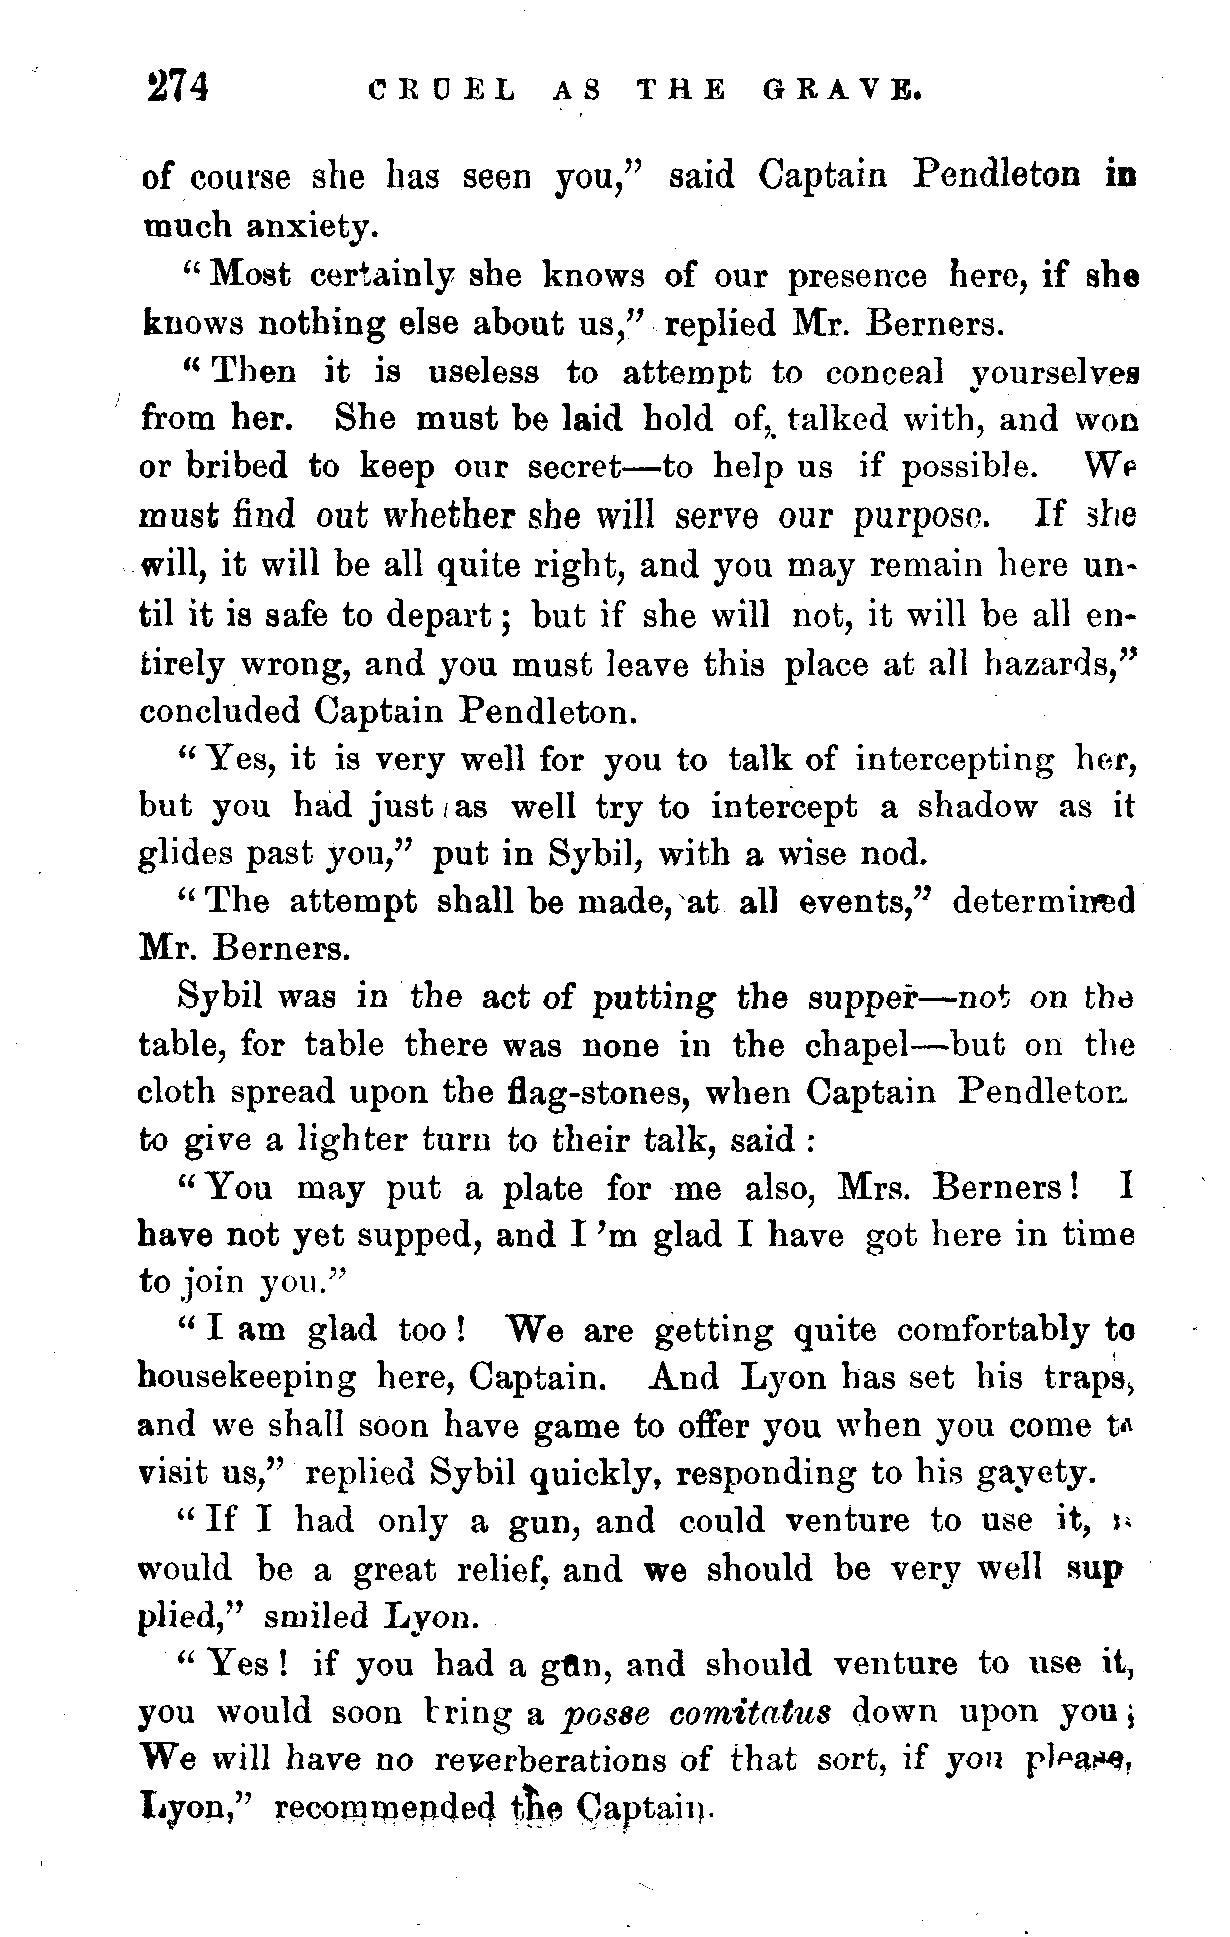 274 CRUEL AS THE GRAVE.
of course she has seen you,” said Captain Pendleton in
much anxiety.
“Most certainly she knows of our presence here, if she
knows nothing else about us,” replied Mr. Berners.
“Then it is useless to attempt to conceal yourselves
from her. She must be laid hold of, talked with, and won
or bribed to keep our secret—to help us if possible. We
must find out whether she will serve our purpose. If she
will, it will be all quite right, and you may remain here un-
til it is safe to depart; but if she will not, it will be all en-
tirely wrong, and you must leave this place at all hazards,”
concluded Captain Pendleton.
“Yes, it is very well for you to talk of intercepting her,
but you had just as well try to intercept a shadow as it
glides past you,” put in Sybil, with a wise nod.
“The attempt shall be made, at all events,” determined
Mr. Berners.
Sybil was in the act of putting the supper—not on the
table, for table there was none in the chapel—but on the
cloth spread upon the flag-stones, when Captain Pendleton
to give a lighter turn to their talk, said:
“You may put a plate for me also, Mrs. Berners! I
have not yet supped, and I'm glad I have got here in time
to join you.”
“I am glad too! We are getting quite comfortably to
housekeeping here, Captain. And Lyon has set his traps,
and we shall soon have game to offer you when you come to
visit us,” replied Sybil quickly, responding to his gayety.
“If I had only a gun, and could venture to use it,
would be a great relief, and we should be very well sup
plied,” smiled Lyon.
“Yes! if you had a gun, and should venture to use it,
you would soon bring a posse comitatus down upon you;
We will have no reverberations of that sort, if you please,
Lyon,” recommended the Captain.